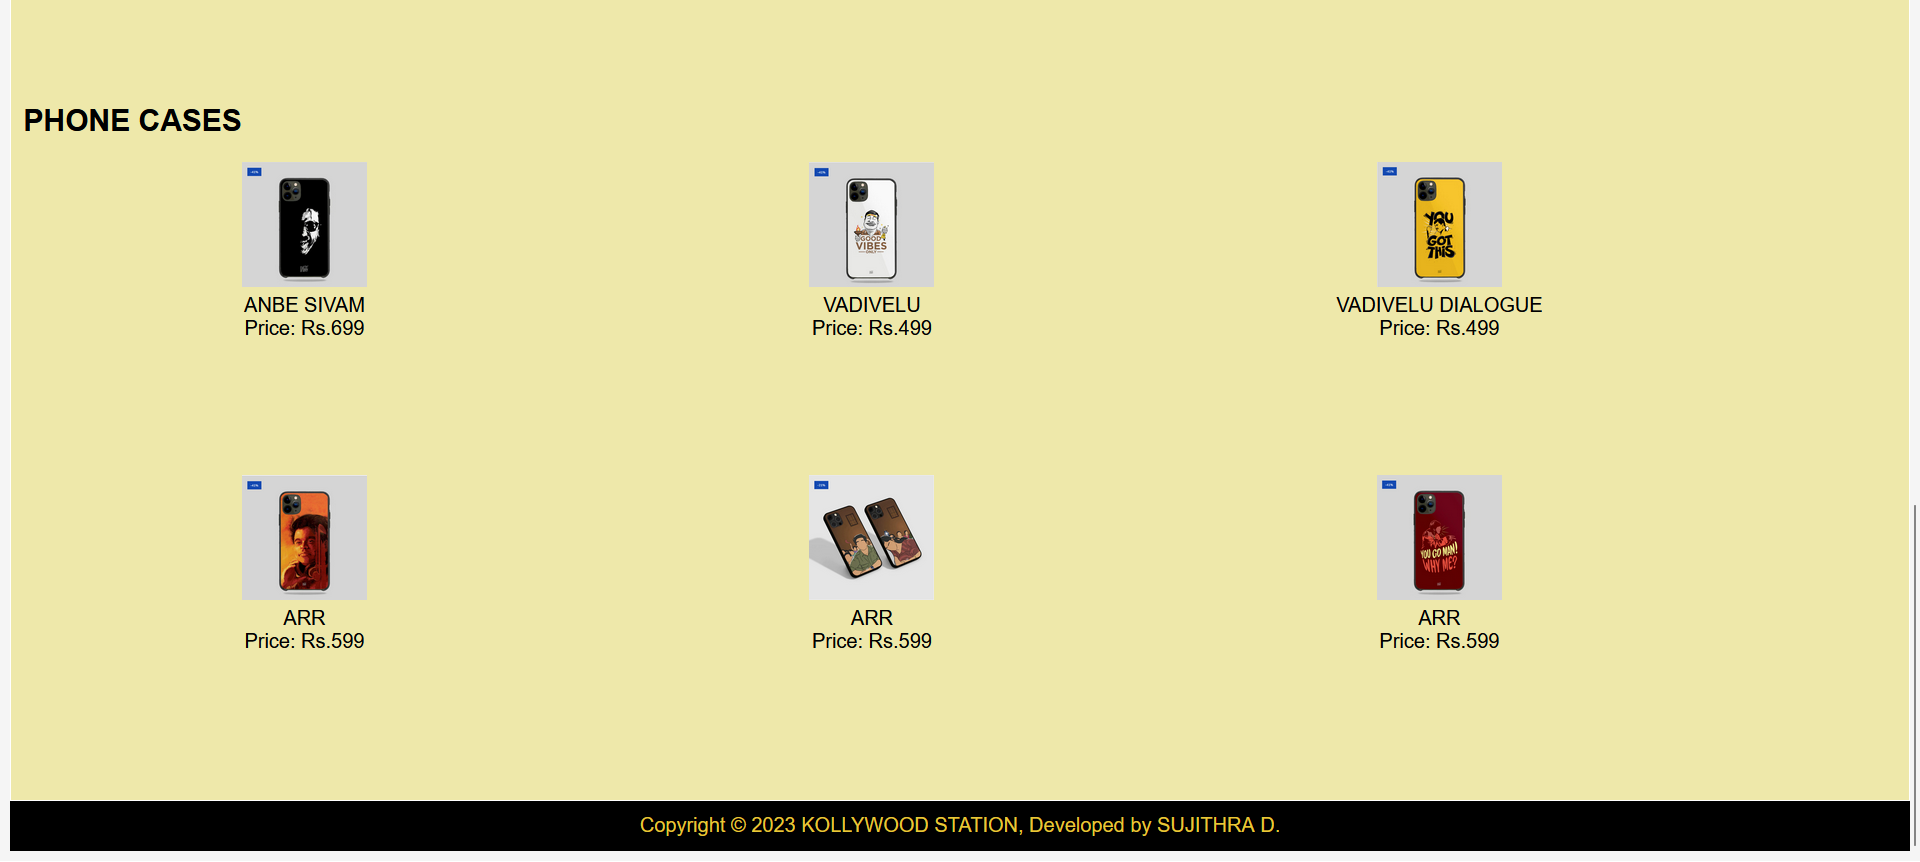 PHONE CASES
ANBE SIVAM
Price: Rs.699
GOOD
VIBES
ONLY
VADIVELU
Price: Rs.499
YOU
GOT
THIS
VADIVELU DIALOGUE
Price: Rs.499
ARR
Price: Rs.599
ARR
Price: Rs.599
YOU GO MAN!
WHY ME?
ARR
Price: Rs.599
Copyright © 2023 KOLLYWOOD STATION, Developed by SUJITHRA D.